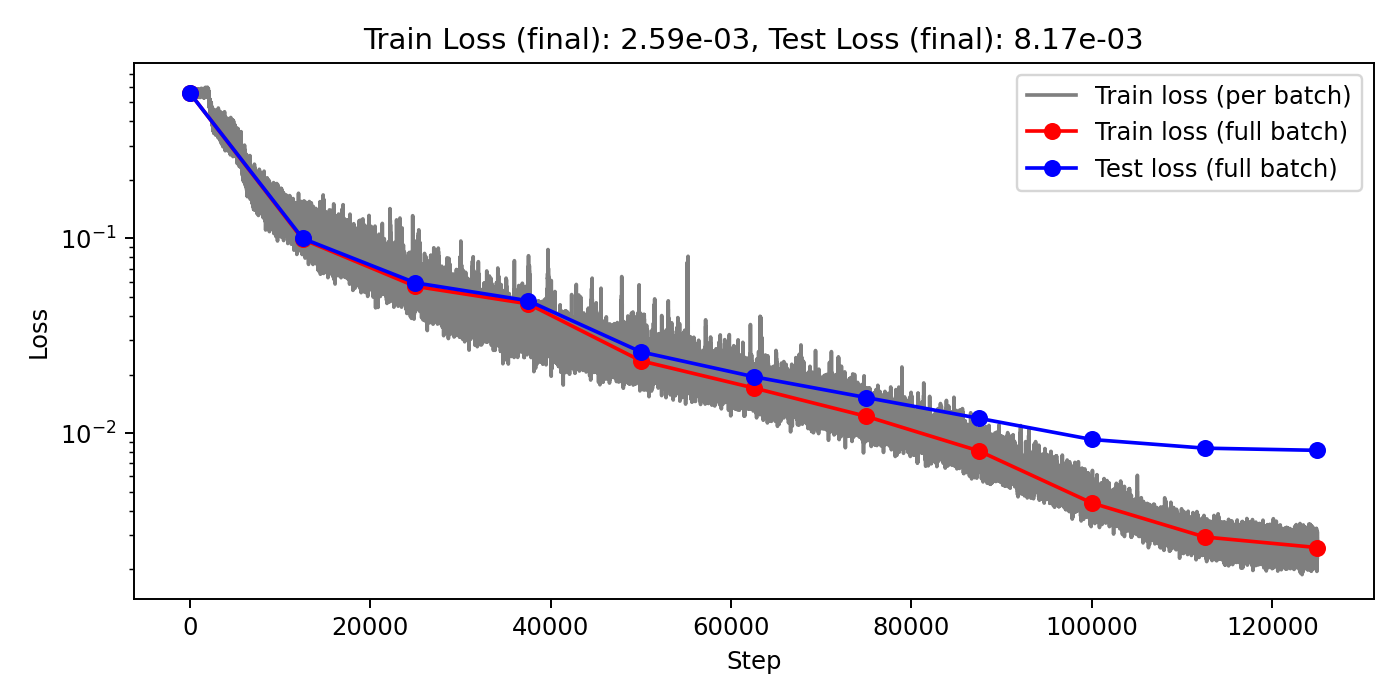 Train Loss (final): 2.59e-03, Test Loss (final): 8.17e-03
Train loss (per batch)
Train loss (full batch)
Test loss (full batch)
10⁻¹
10⁻²
Loss
0 20000 40000 60000 80000 100000 120000
Step